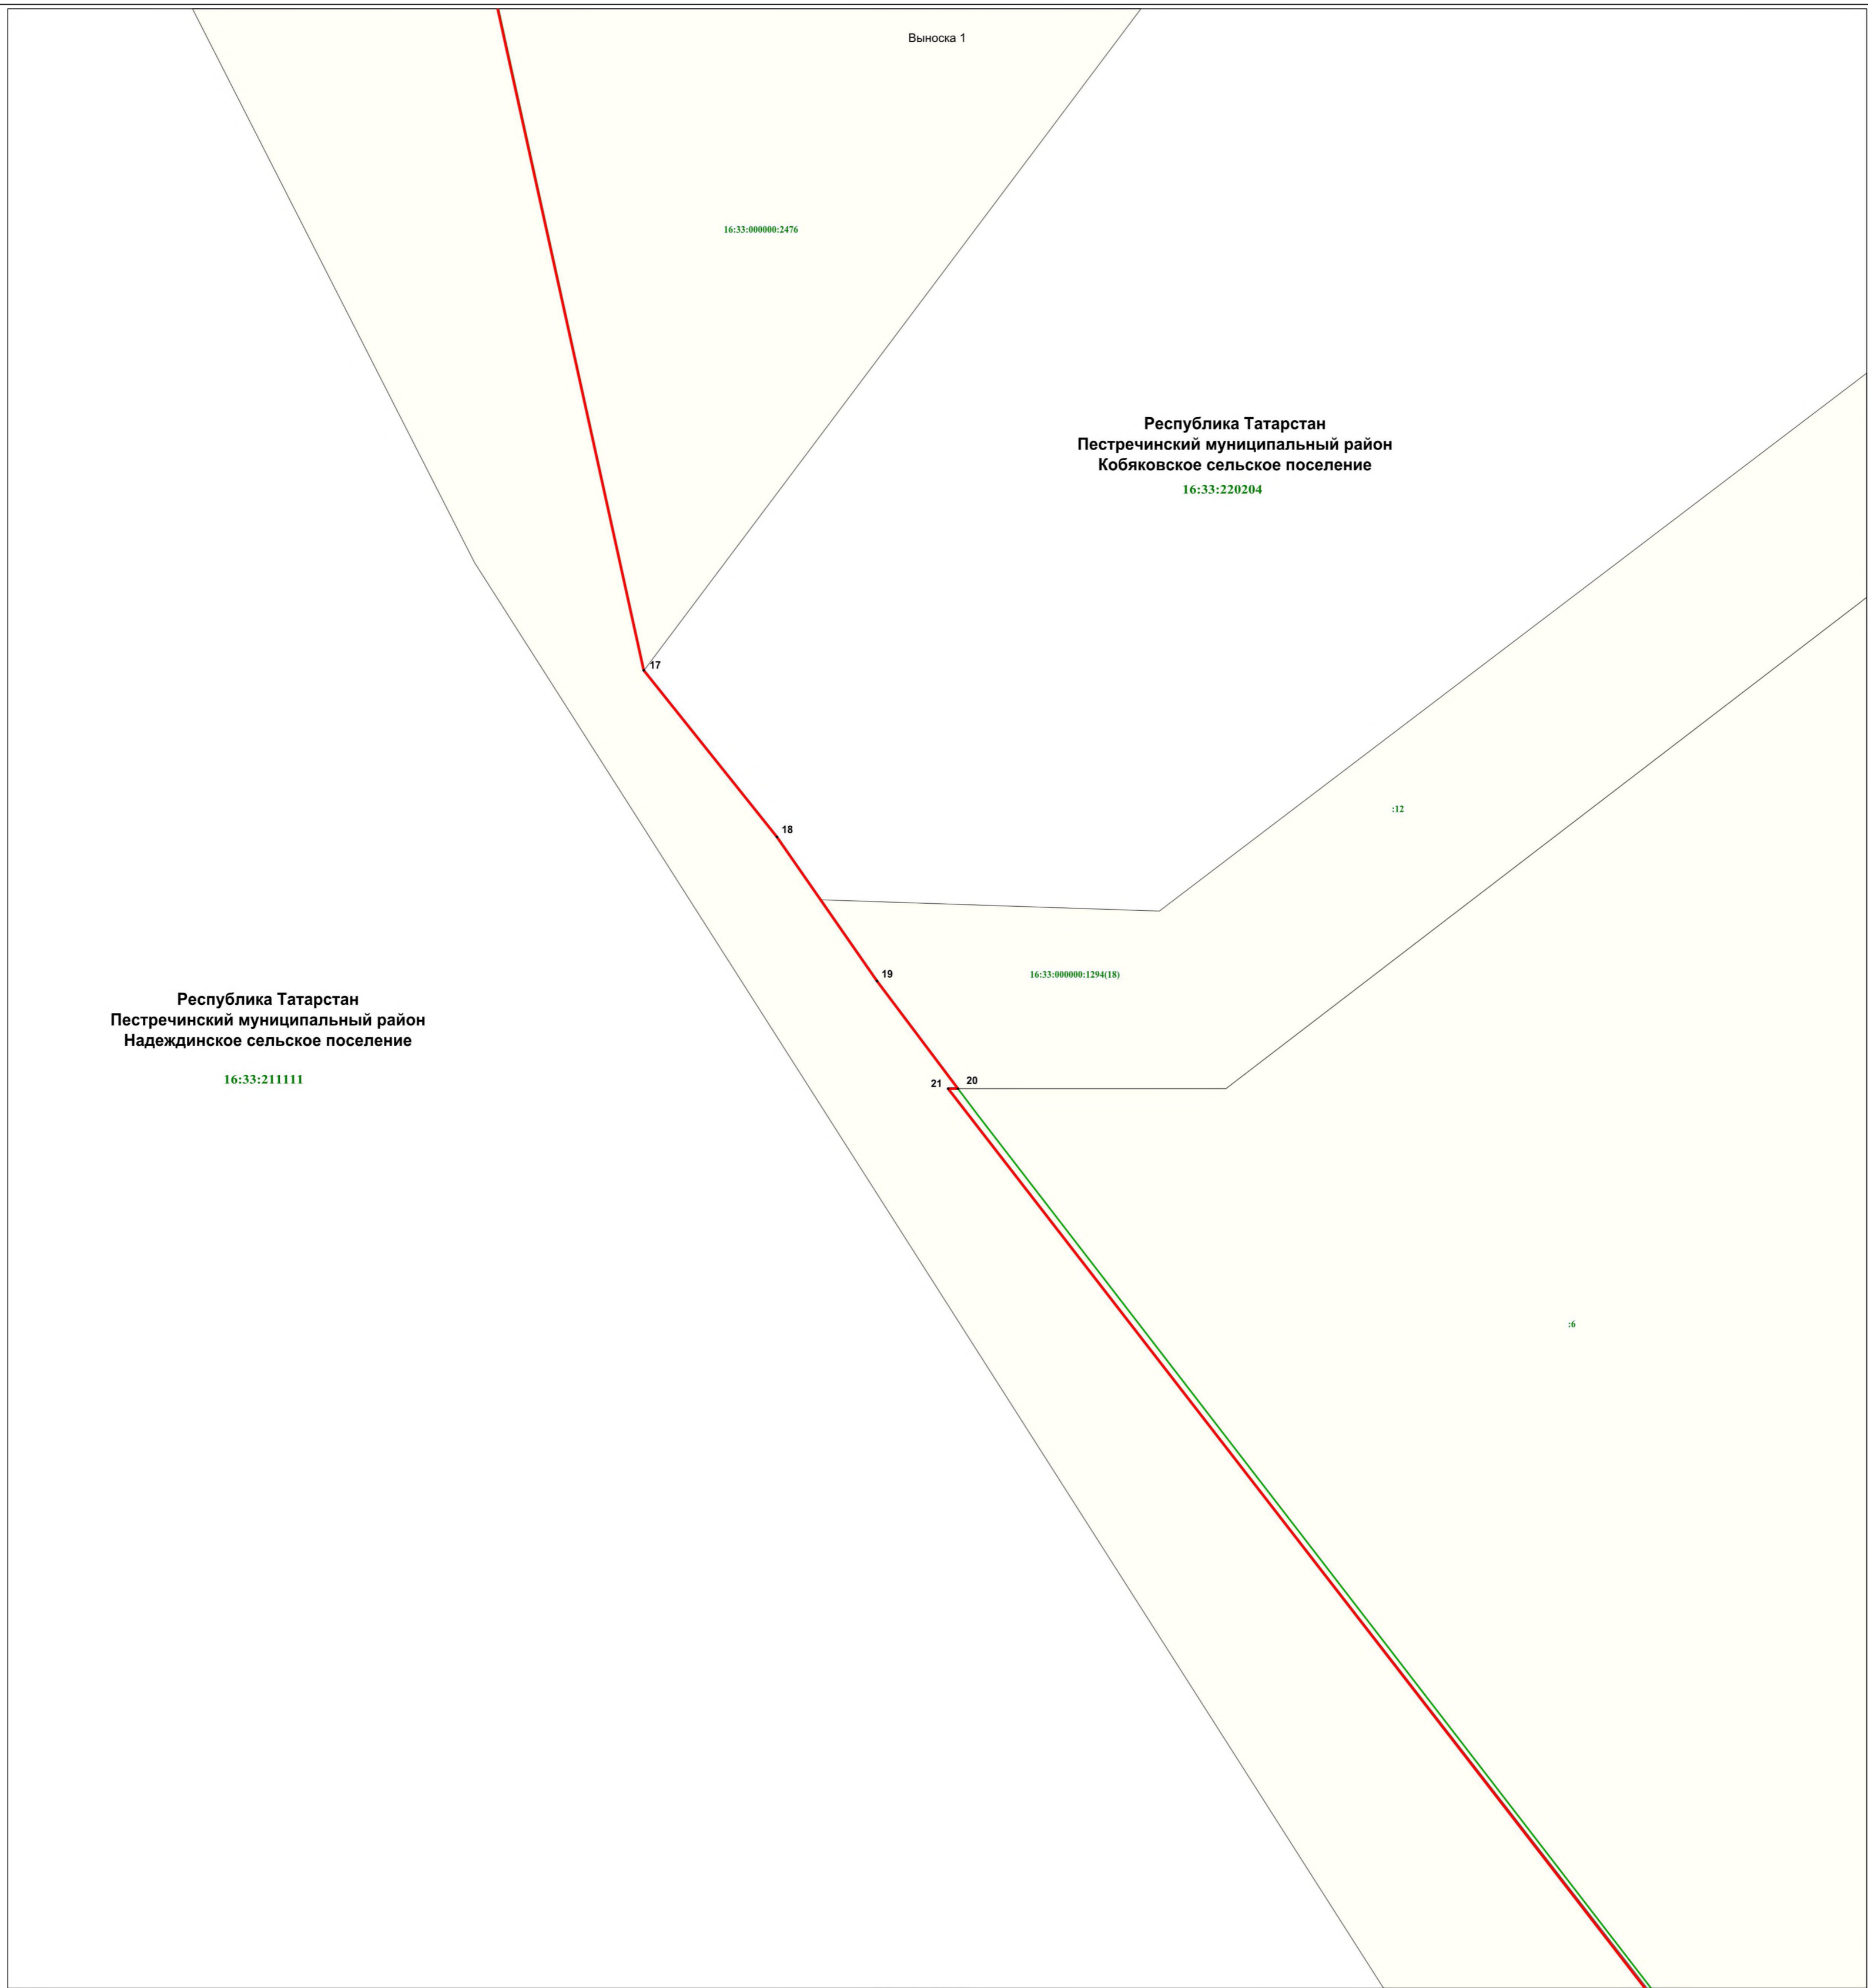 Выноска 1
16:33:000000:2476
Республика Татарстан
Пестречинский муниципальный район
Кобяковское сельское поселение
16:33:220204
17
:12
18
19
16:33:000000:1294(18)
Республика Татарстан
Пестречинский муниципальный район
Надеждинское сельское поселение
16:33:211111
21
20
:6